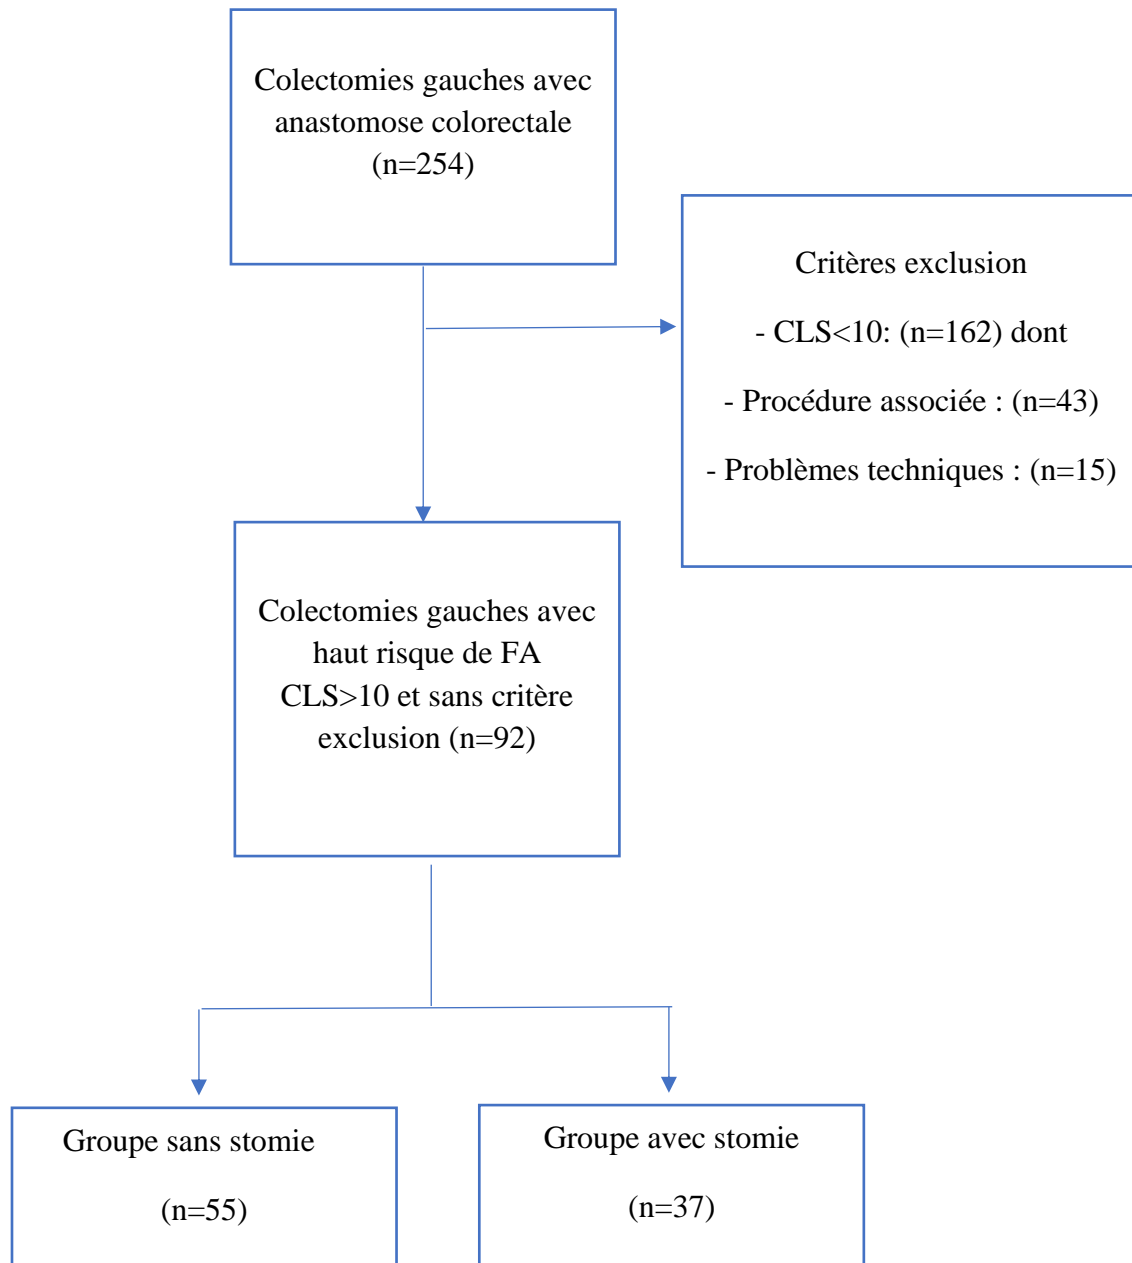 Colectomies gauches avec
anastomose colorectale
(n=254)
Critères exclusion
- CLS<10: (n=162) dont
- Procédure associée : (n=43)
- Problèmes techniques : (n=15)
Colectomies gauches avec
haut risque de FA
CLS>10 et sans critère
exclusion (n=92)
Groupe sans stomie
(n=55)
Groupe avec stomie
(n=37)